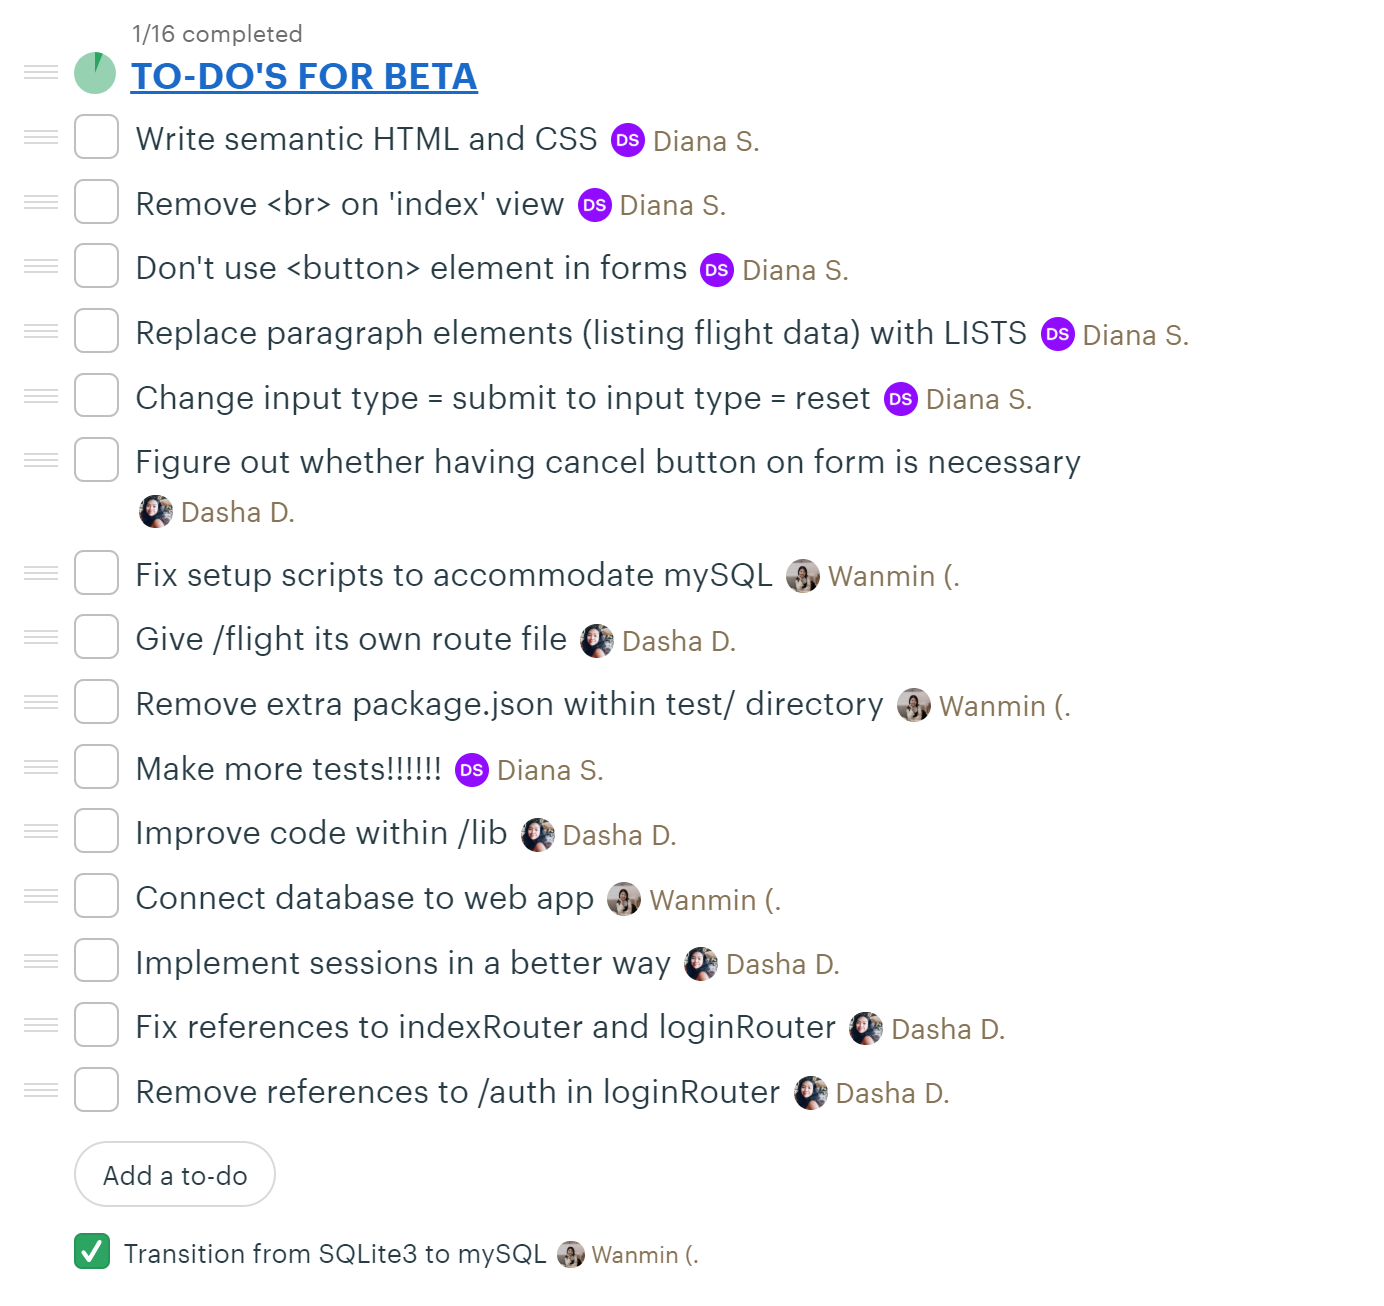 1/16 completed
TO-DO'S FOR BETA
Write semantic HTML and CSS DS Diana S.
Remove <br> on 'index' view DS Diana S.
Don't use <button> element in forms DS Diana S.
Replace paragraph elements (listing flight data) with LISTS DS Diana S.
Change input type = submit to input type = reset DS Diana S.
Figure out whether having cancel button on form is necessary
Dasha D.
Fix setup scripts to accommodate mySQL Wanmin (.
Give /flight its own route file Dasha D.
Remove extra package.json within test/ directory Wanmin (.
Make more tests!!!!!! DS Diana S.
Improve code within /lib Dasha D.
Connect database to web app Wanmin (.
Implement sessions in a better way Dasha D.
Fix references to indexRouter and loginRouter Dasha D.
Remove references to /auth in loginRouter Dasha D.
Add a to-do
Transition from SQLite3 to mySQL Wanmin (.